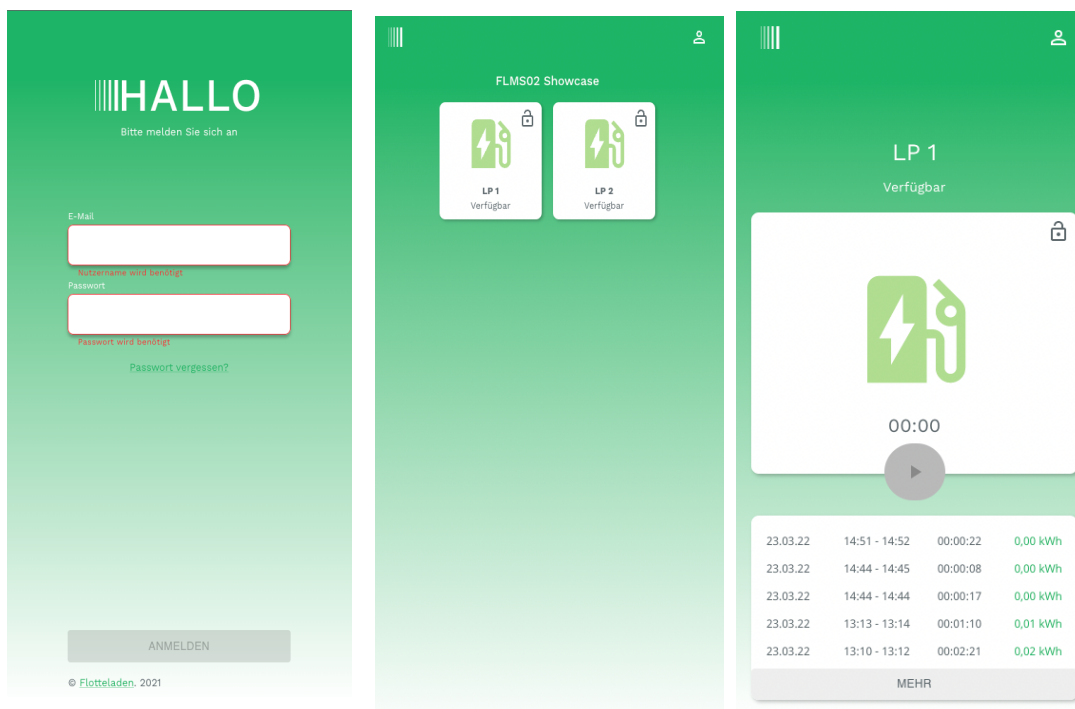 HALLO
Bitte melden Sie sich an
E-Mail
Nutzername wird benötigt
Passwort
Passwort wird benötigt
Passwort vergessen?
ANMELDEN
© Flotteladen. 2021
FLMS02 Showcase
LP 1
Verfügbar
LP 2
Verfügbar
LP 1
Verfügbar
00:00
23.03.22 14:51 - 14:52 00:00:22 0,00 kWh
23.03.22 14:44 - 14:45 00:00:08 0,00 kWh
23.03.22 14:44 - 14:44 00:00:17 0,00 kWh
23.03.22 13:13 - 13:14 00:01:10 0,01 kWh
23.03.22 13:10 - 13:12 00:02:21 0,02 kWh
MEHR